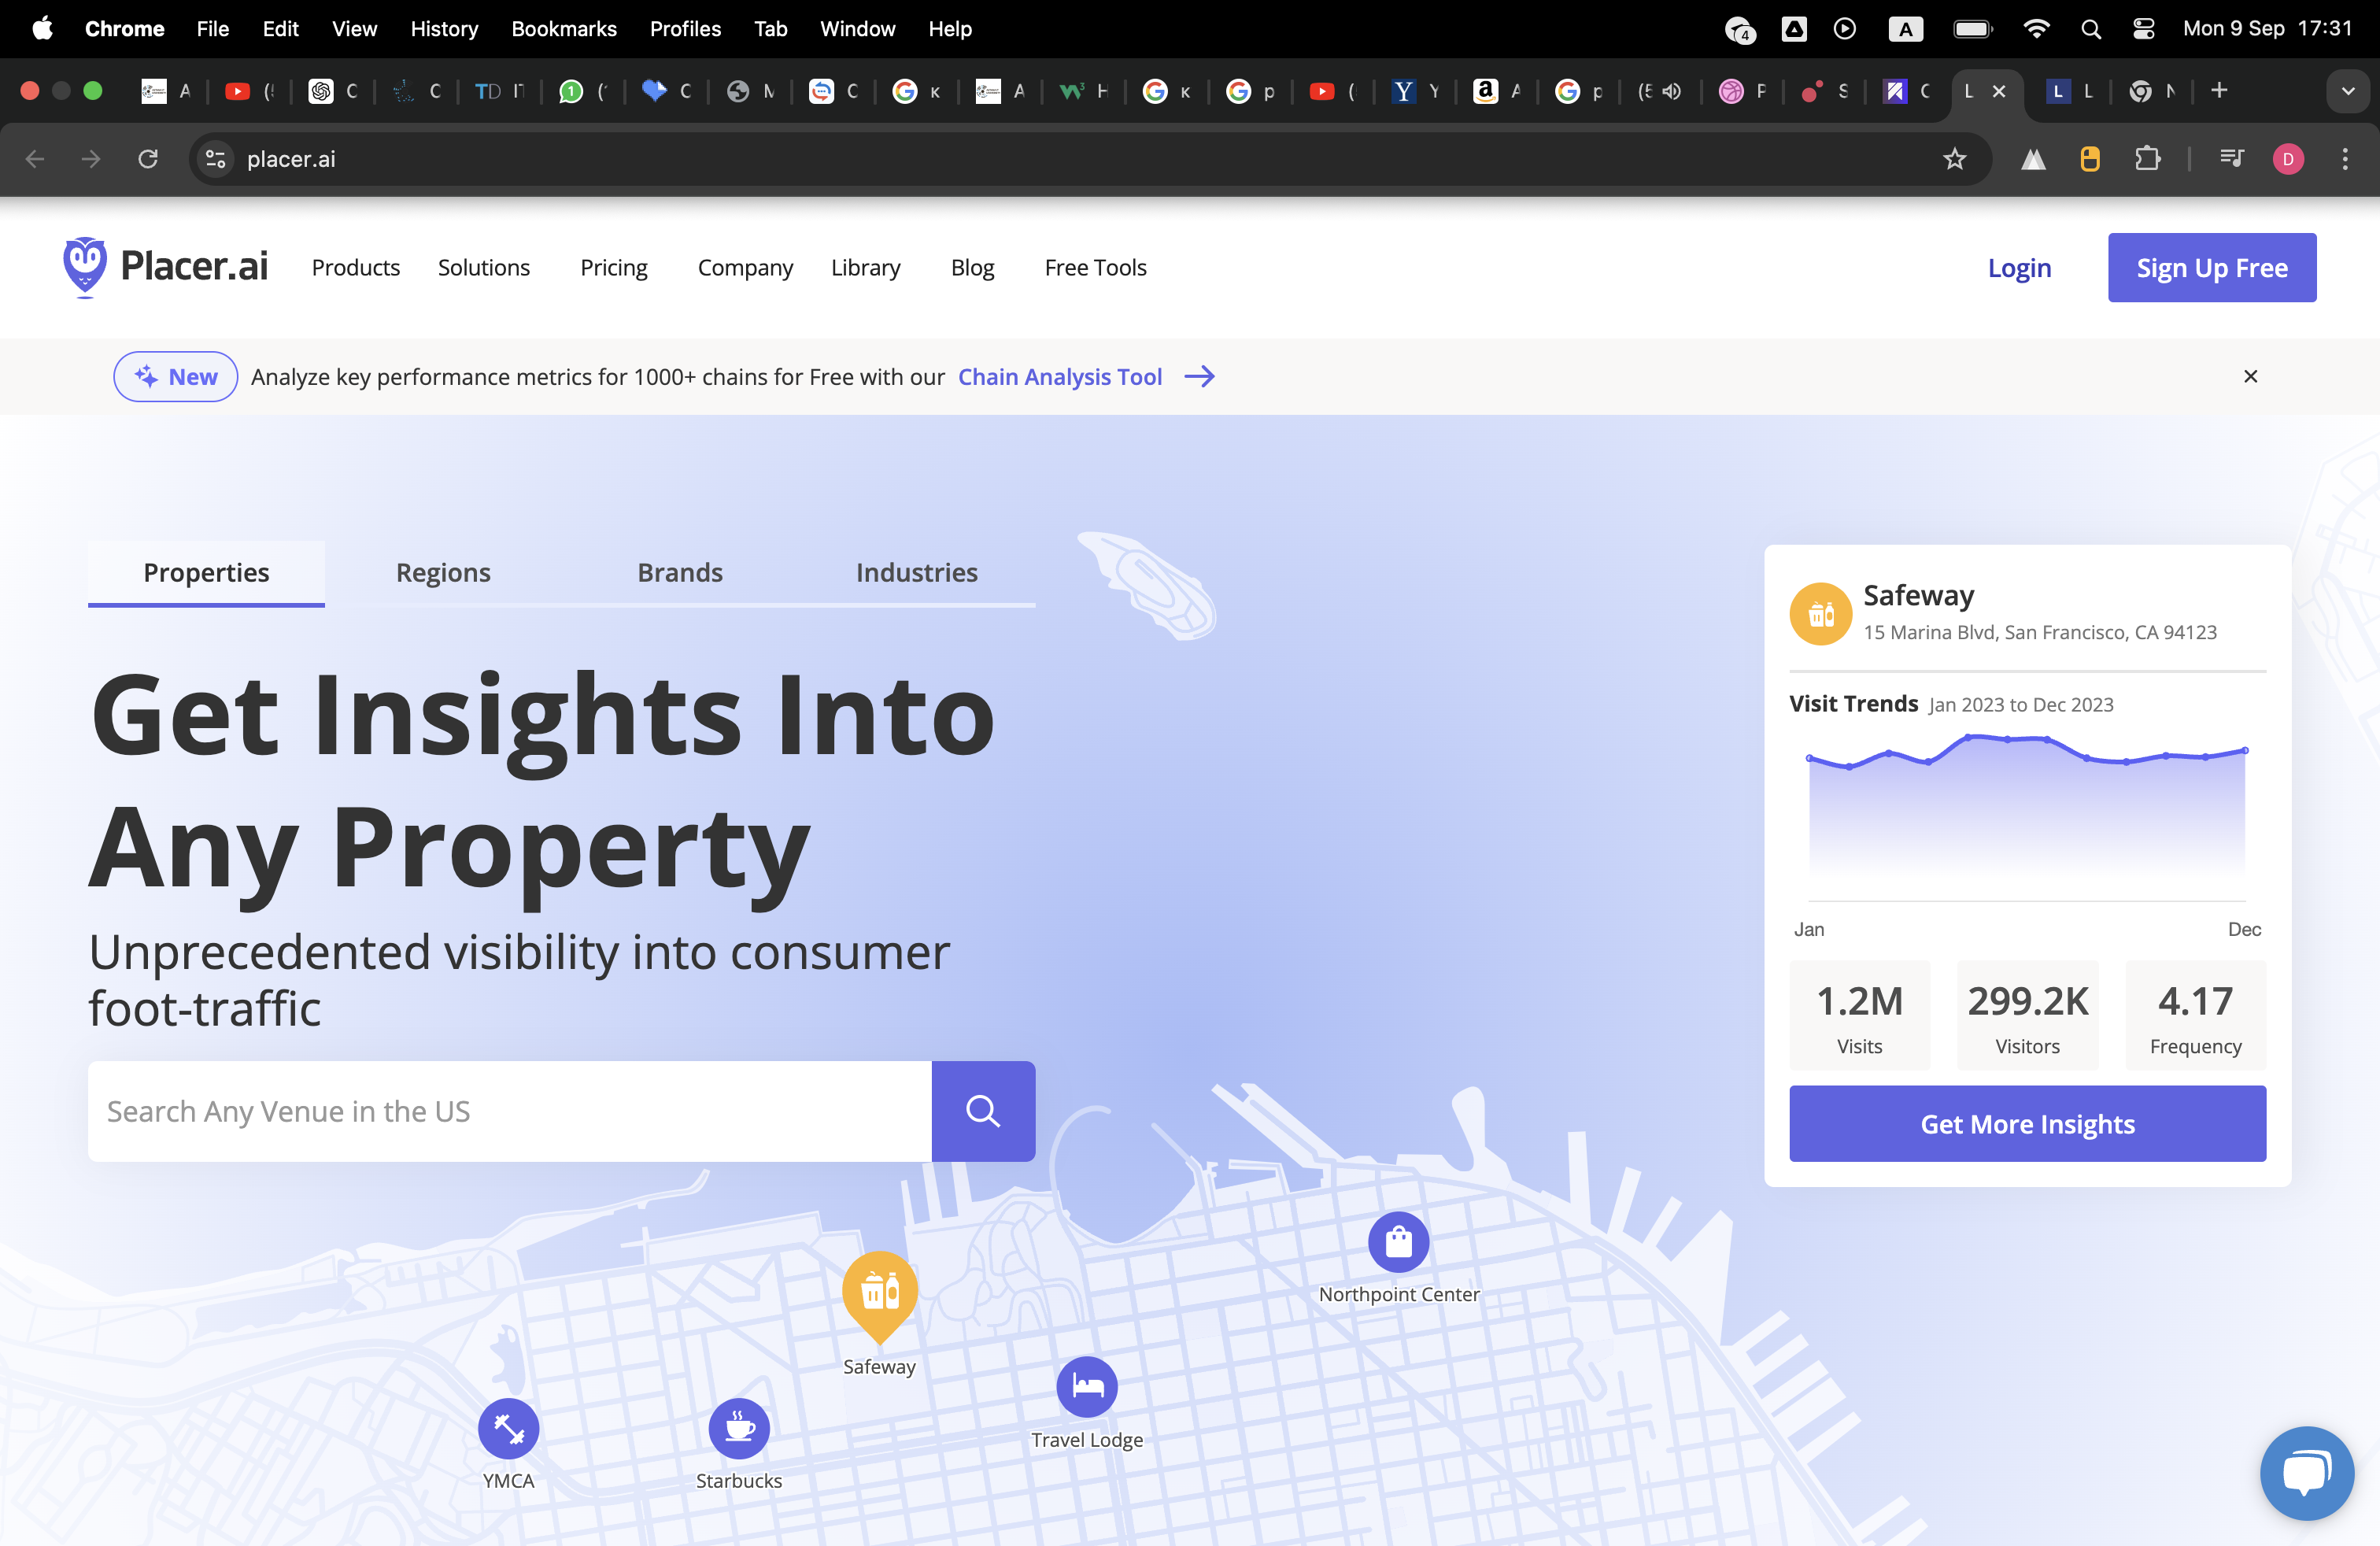 Chrome File Edit View History Bookmarks Profiles Tab Window Help
4 A Mon 9 Sep 17:31
placer.ai
D
Placer.ai
Products Solutions Pricing Company Library Blog Free Tools
Login Sign Up Free
New Analyze key performance metrics for 1000+ chains for Free with our Chain Analysis Tool
Properties Regions Brands Industries
Get Insights Into
Any Property
Unprecedented visibility into consumer
foot-traffic
Search Any Venue in the US
Safeway
15 Marina Blvd, San Francisco, CA 94123
Visit Trends Jan 2023 to Dec 2023
Jan Dec
1.2M 299.2K 4.17
Visits Visitors Frequency
Get More Insights
Northpoint Center
Safeway
Travel Lodge
YMCA
Starbucks